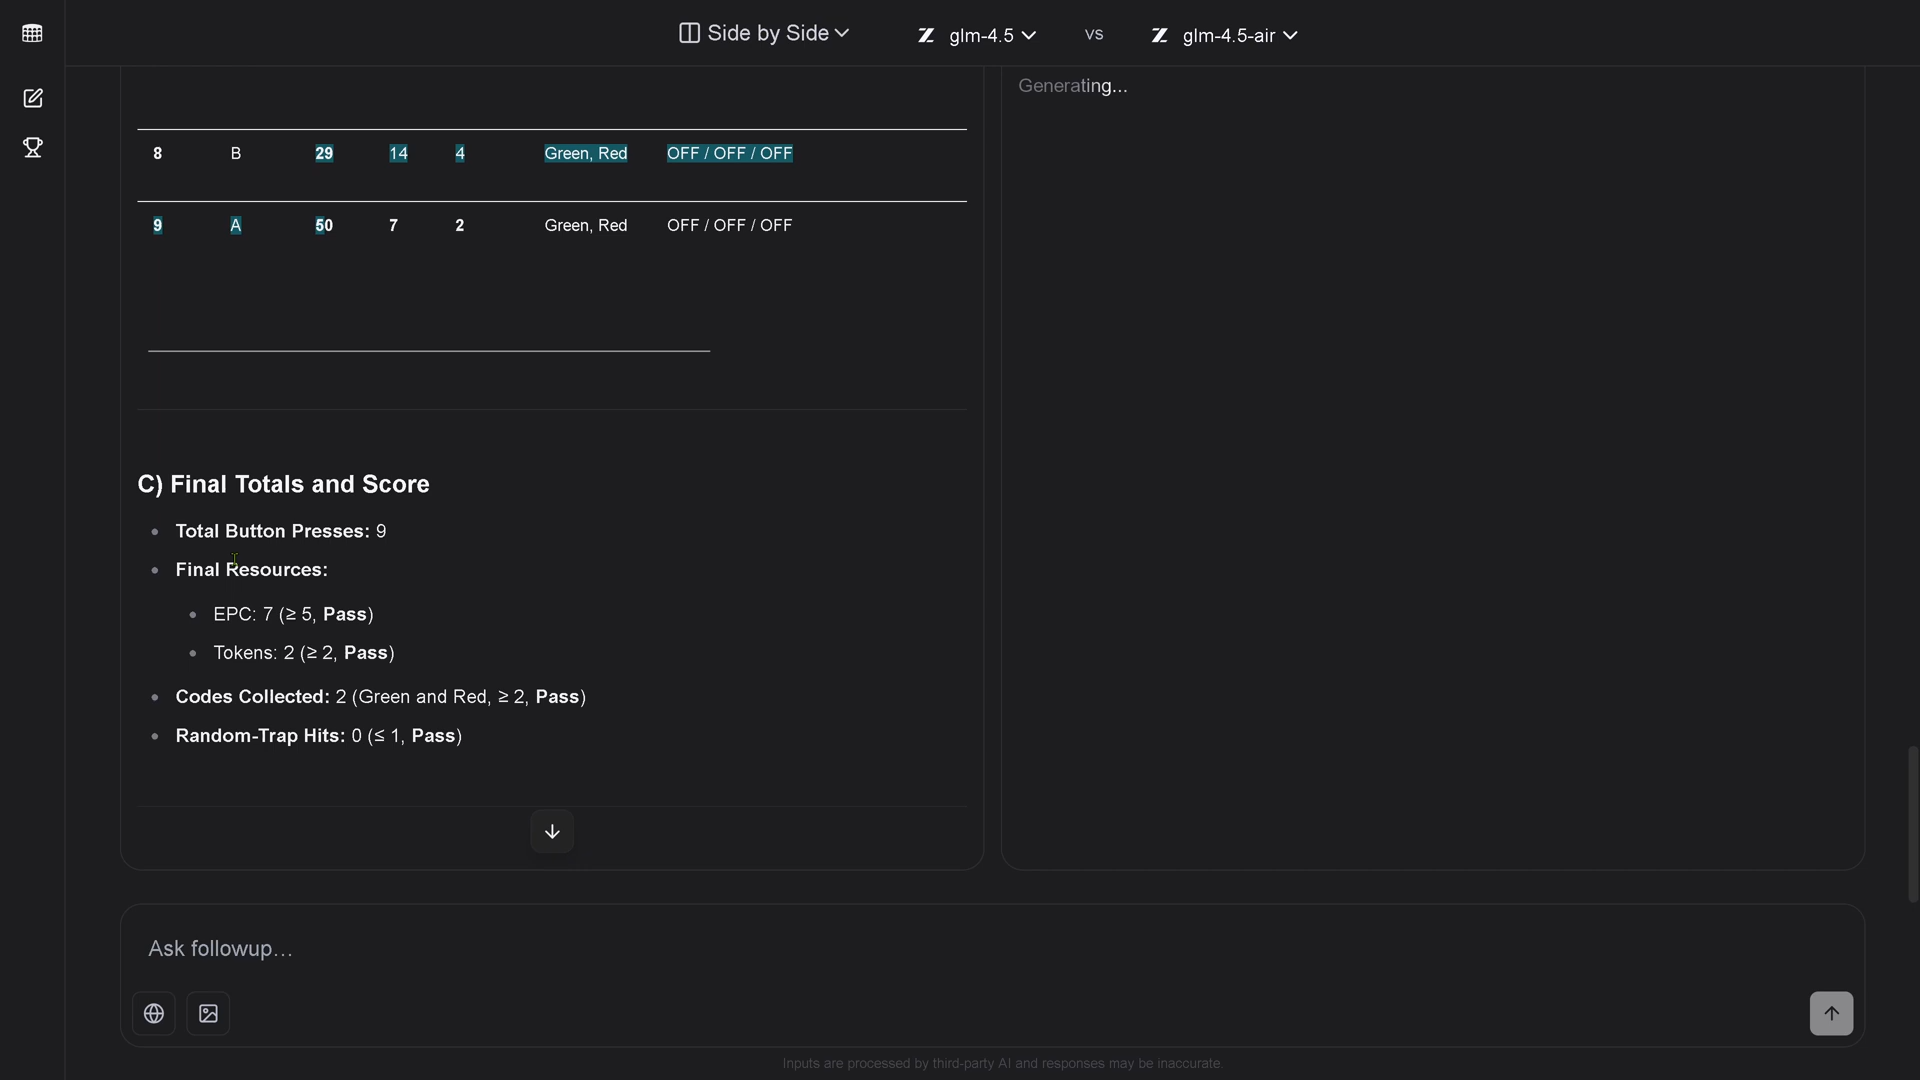 Side by Side
glm-4.5
VS
glm-4.5-air
Generating...
8 B 29 14 4 Green, Red OFF / OFF / OFF
9 A 50 7 2 Green, Red OFF / OFF / OFF
C) Final Totals and Score
Total Button Presses: 9
Final Resources:
EPC: 7 (≥ 5, Pass)
Tokens: 2 (≥ 2, Pass)
Codes Collected: 2 (Green and Red, ≥ 2, Pass)
Random-Trap Hits: 0 (≤ 1, Pass)
Ask followup...
Inputs are processed by third-party AI and responses may be inaccurate.